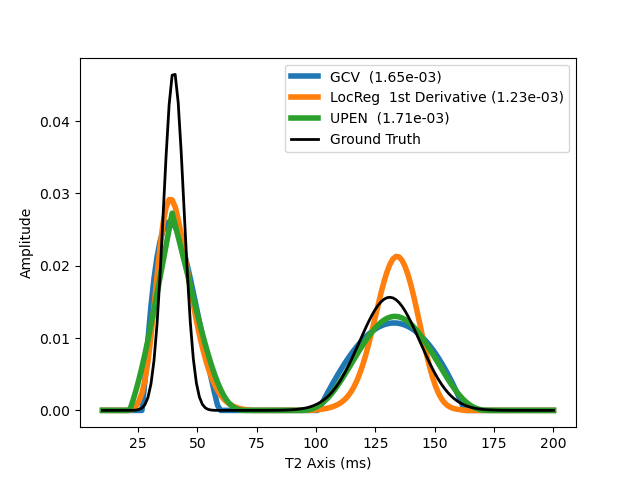 GCV  (1.65e-03)
LocReg  1st Derivative (1.23e-03)
UPEN  (1.71e-03)
Ground Truth
Amplitude
0.04
0.03
0.02
0.01
0.00
25 50 75 100 125 150 175 200
T2 Axis (ms)